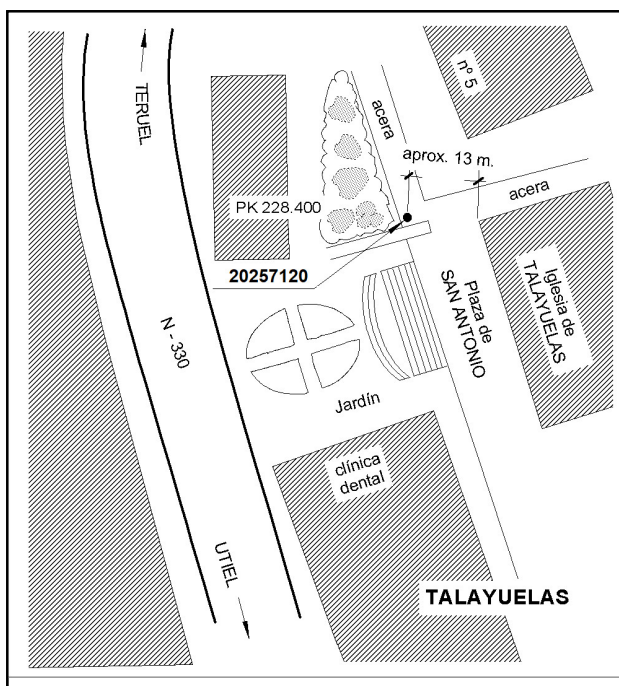 TERUEL
nº 5
acera
aprox. 13 m.
acera
PK 228.400
20257120
Plaza de
SAN ANTONIO
Iglesia de
TALAYUELAS
N - 330
Jardín
clínica
dental
UTIEL
TALAYUELAS